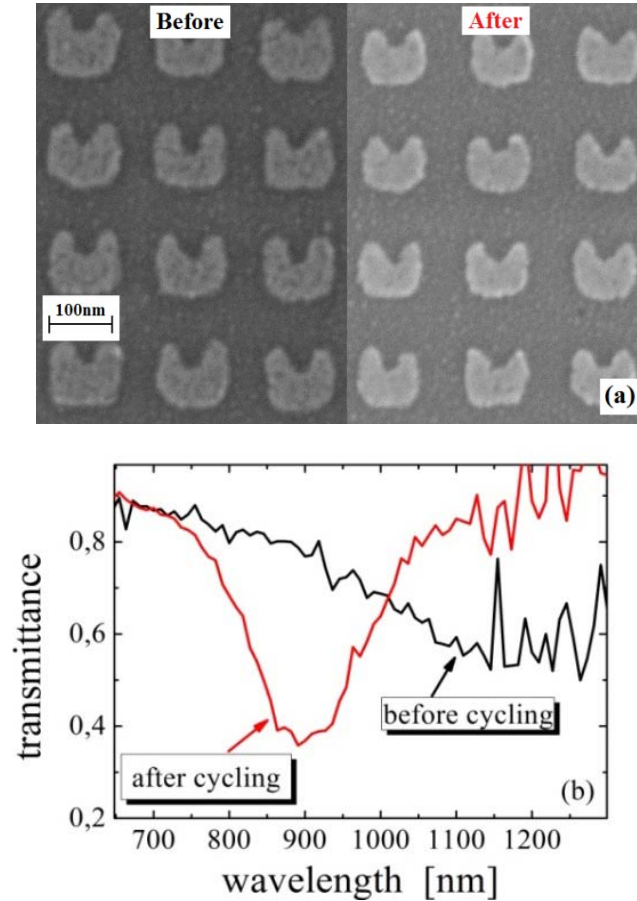 Before
After
100nm
(a)
0,8
0,6
0,4
0,2
transmittance
before cycling
after cycling
(b)
700 800 900 1000 1100 1200
wavelength [nm]